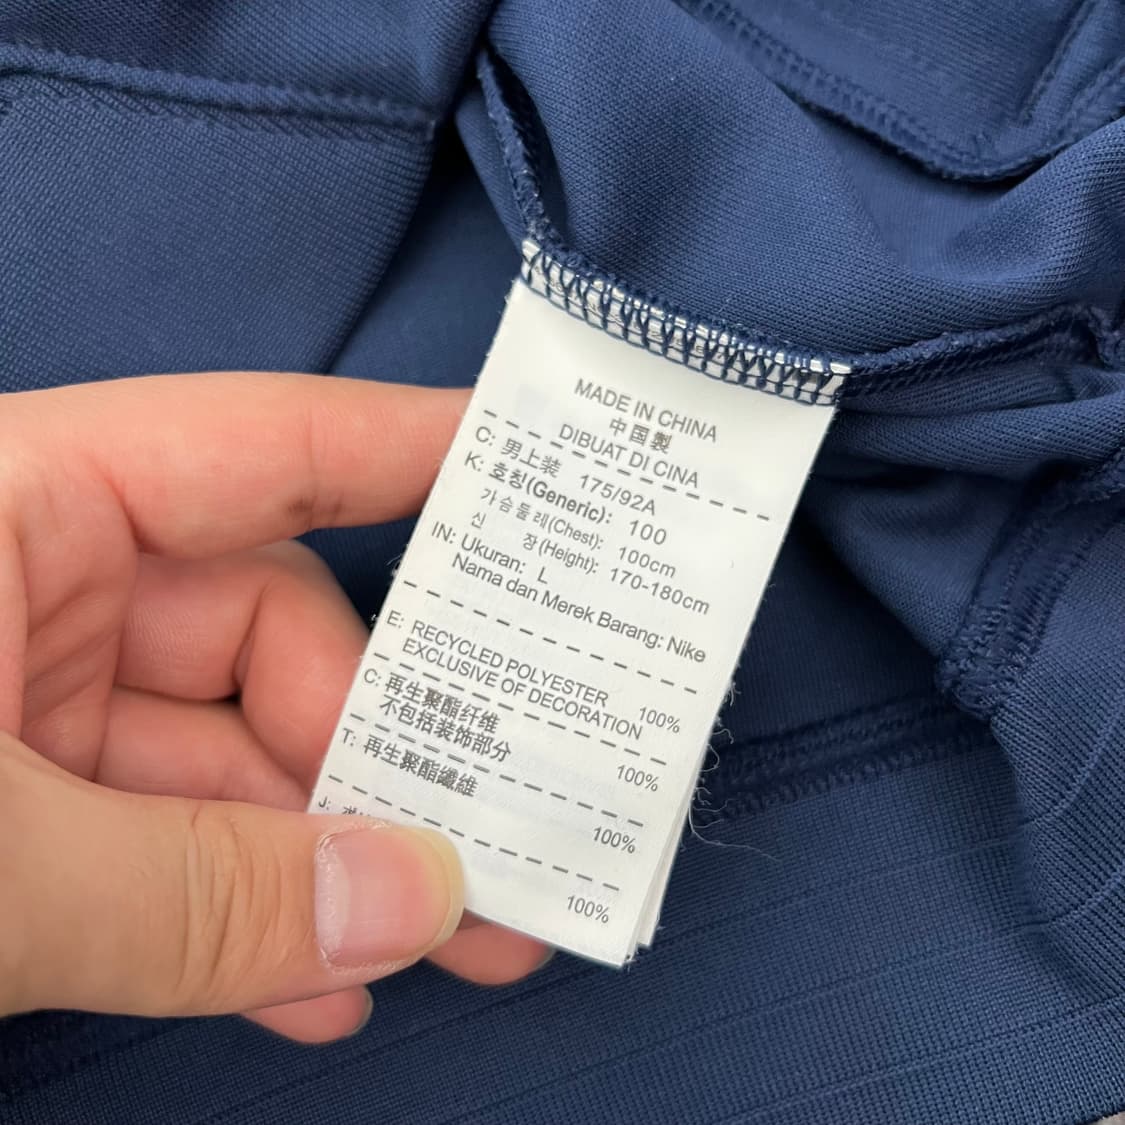 MADE IN CHINA
中国製
DIBUAT DI CINA
C: 男上装 175/92A
K: 호칭(Generic): 100
가슴둘레(Chest): 100cm
신 장(Height): 170-180cm
IN: Ukuran: L
Nama dan Merek Barang: Nike
E: RECYCLED POLYESTER 100%
EXCLUSIVE OF DECORATION
C: 再生聚酯纤维 100%
不包括装饰部分
T: 再生聚酯纖維 100%
J: 100%